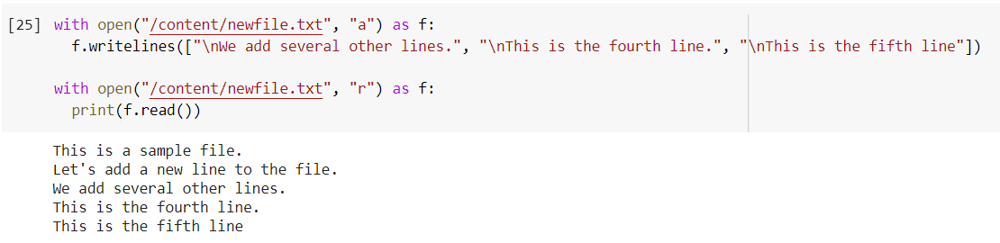 [25] with open("/content/newfile.txt", "a") as f:
  f.writelines(["\nWe add several other lines.", "\nThis is the fourth line.", "\nThis is the fifth line"])

with open("/content/newfile.txt", "r") as f:
  print(f.read())
This is a sample file.
Let's add a new line to the file.
We add several other lines.
This is the fourth line.
This is the fifth line